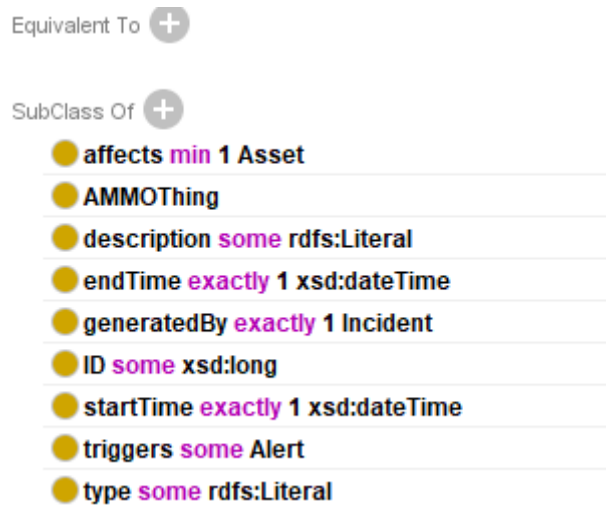 Equivalent To
SubClass Of
affects min 1 Asset
AMMOThing
description some rdfs:Literal
endTime exactly 1 xsd:dateTime
generatedBy exactly 1 Incident
ID some xsd:long
startTime exactly 1 xsd:dateTime
triggers some Alert
type some rdfs:Literal